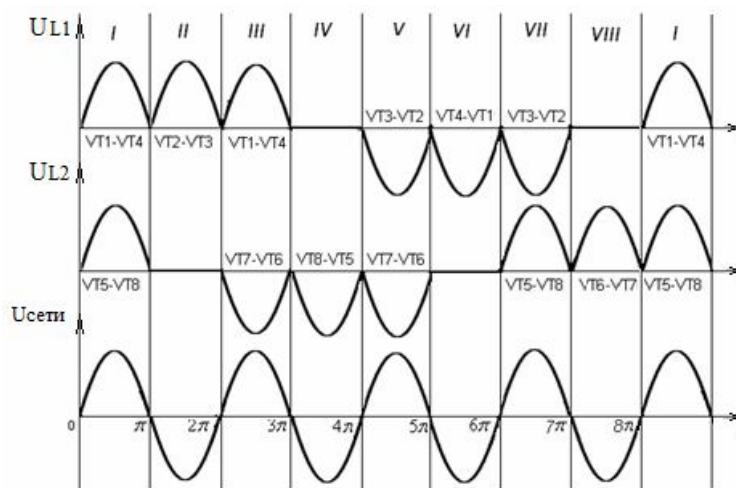 UL1 I II III IV V VI VII VIII I
VT3-VT2 VT4-VT1 VT3-VT2
VT1-VT4 VT2-VT3 VT1-VT4 VT1-VT4
UL2
VT7-VT6 VT8-VT5 VT7-VT6
VT5-VT8 VT5-VT8 VT6-VT7 VT5-VT8
Uсети
0 π 2π 3π 4π 5π 6π 7π 8π